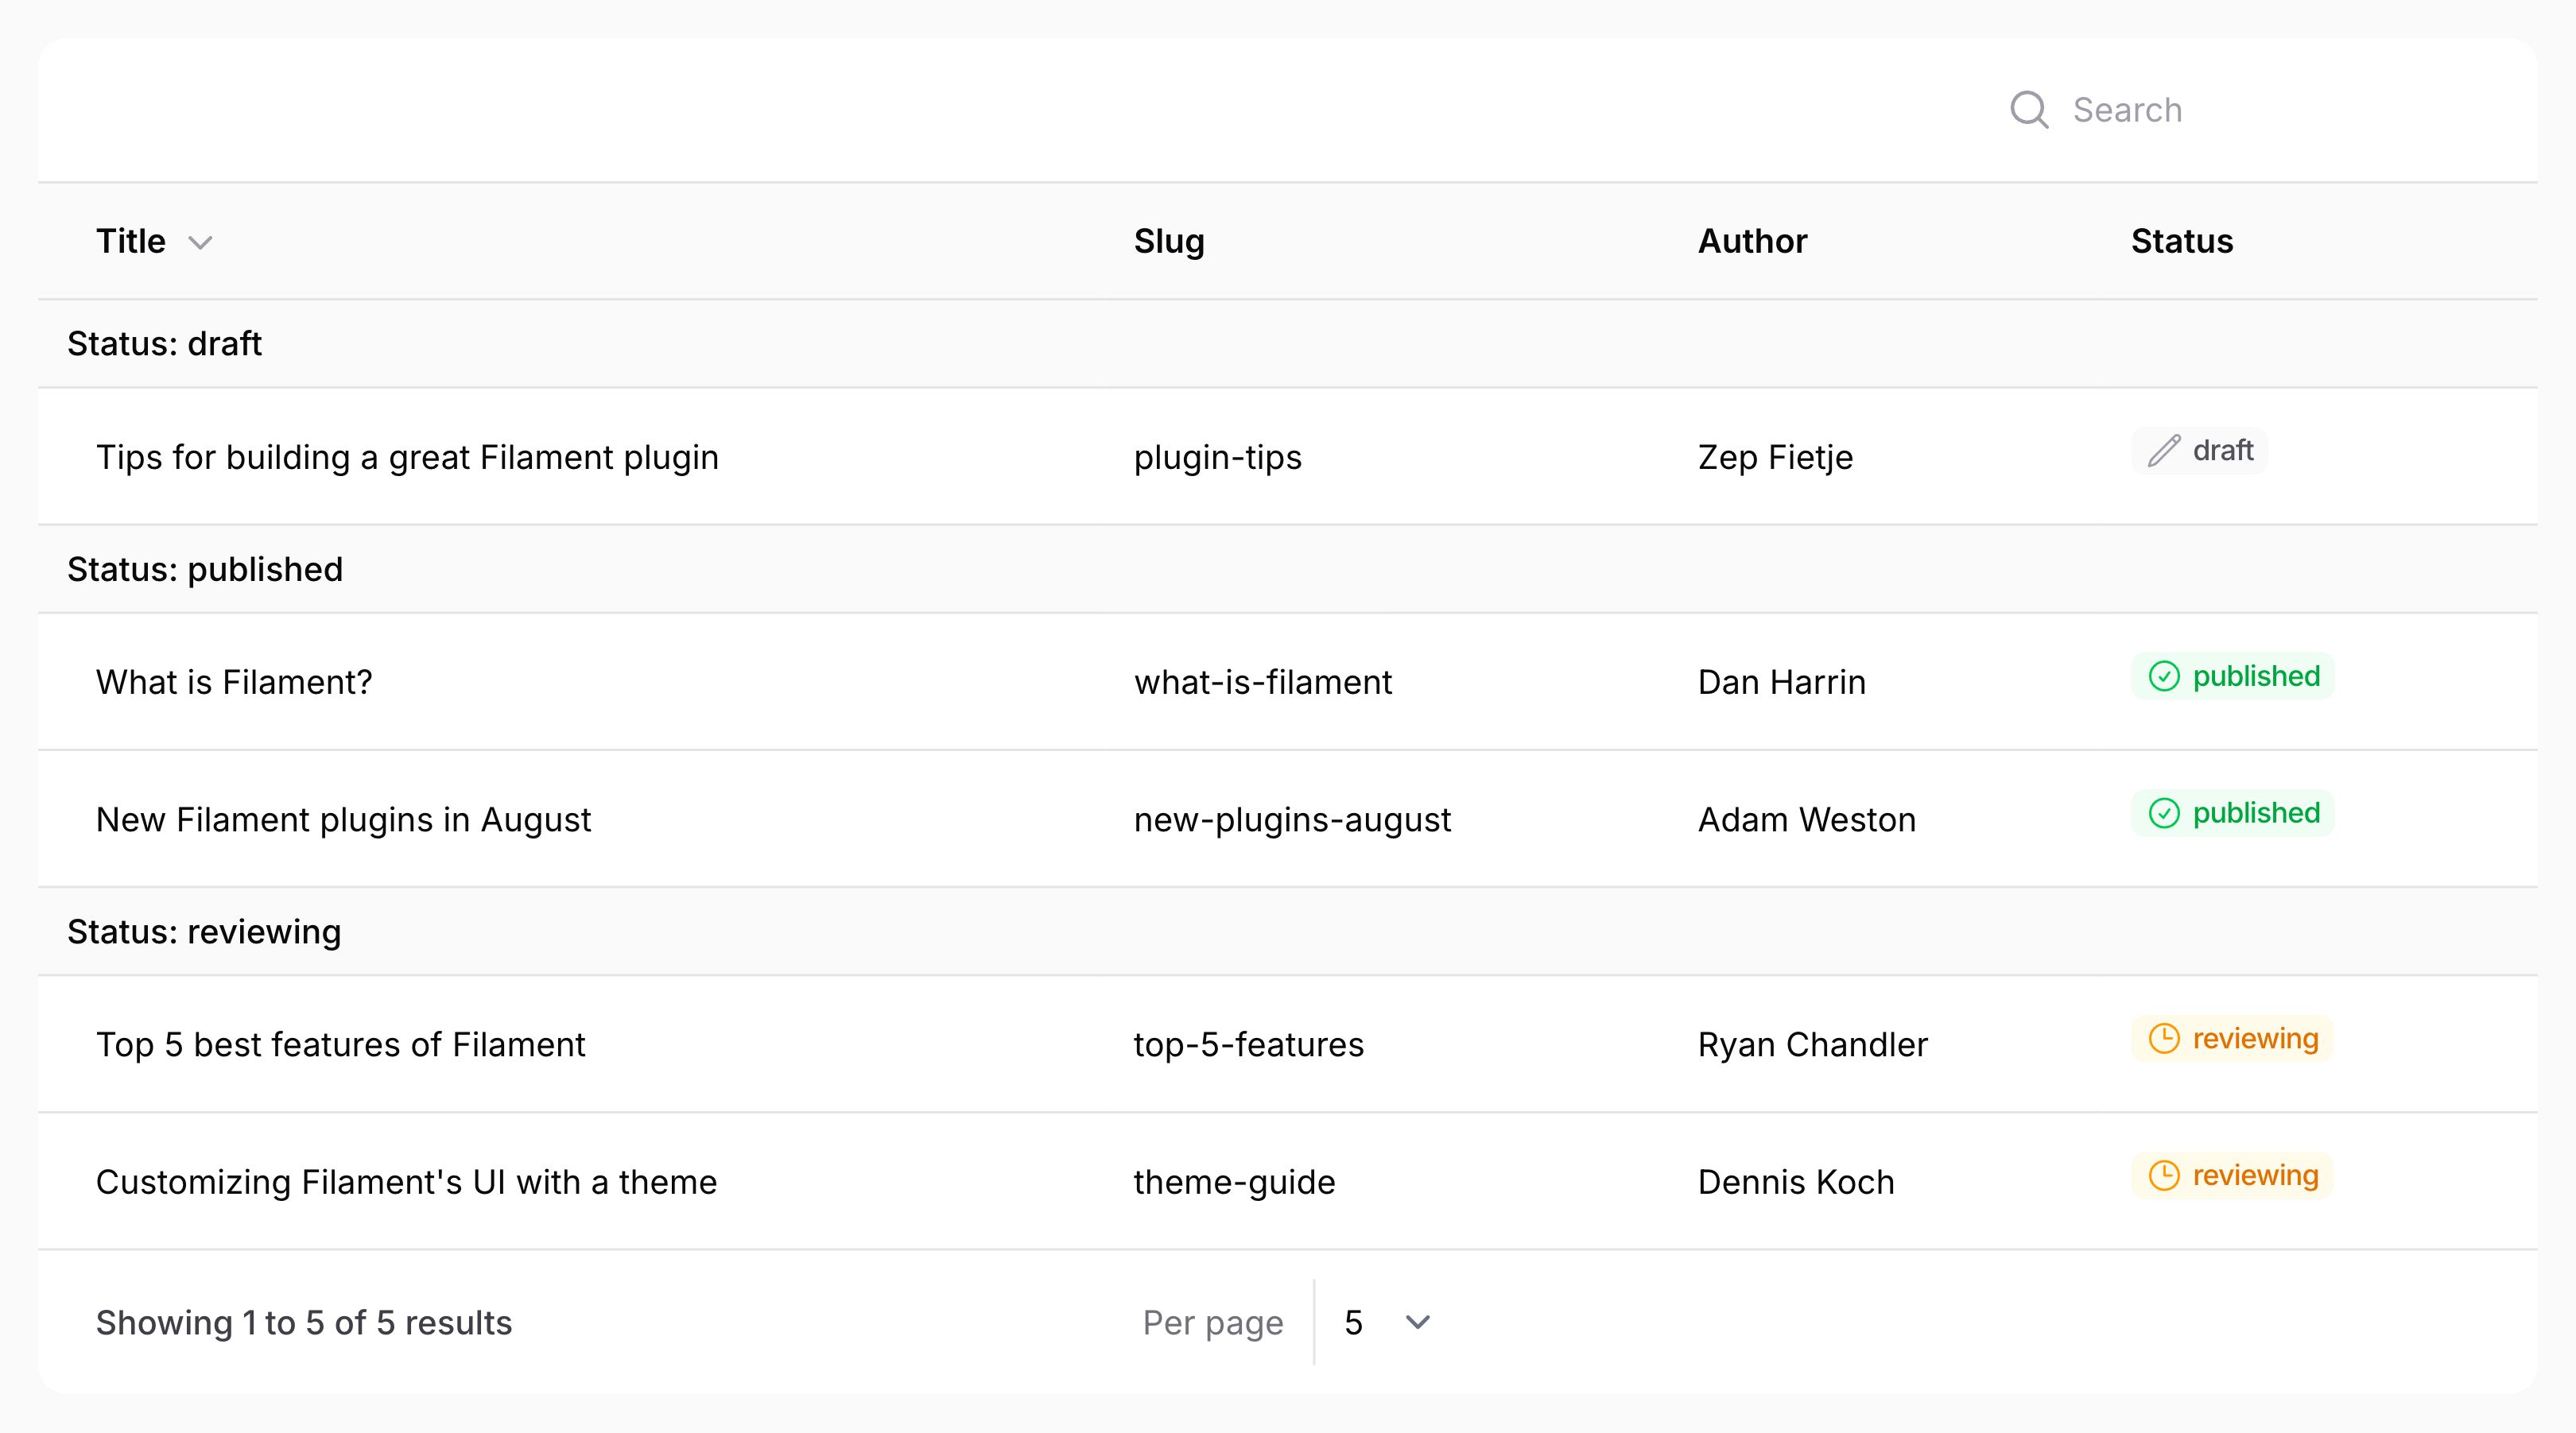 Search
Title Slug Author Status
Status: draft
Tips for building a great Filament plugin plugin-tips Zep Fietje draft
Status: published
What is Filament? what-is-filament Dan Harrin published
New Filament plugins in August new-plugins-august Adam Weston published
Status: reviewing
Top 5 best features of Filament top-5-features Ryan Chandler reviewing
Customizing Filament's UI with a theme theme-guide Dennis Koch reviewing
Showing 1 to 5 of 5 results Per page 5